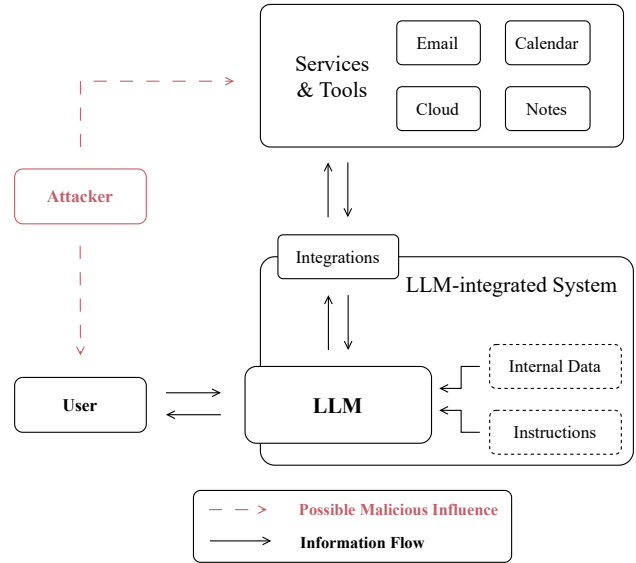 Services
& Tools
Email
Calendar
Cloud
Notes
Attacker
Integrations
LLM-integrated System
Internal Data
User
LLM
Instructions
Possible Malicious Influence
Information Flow